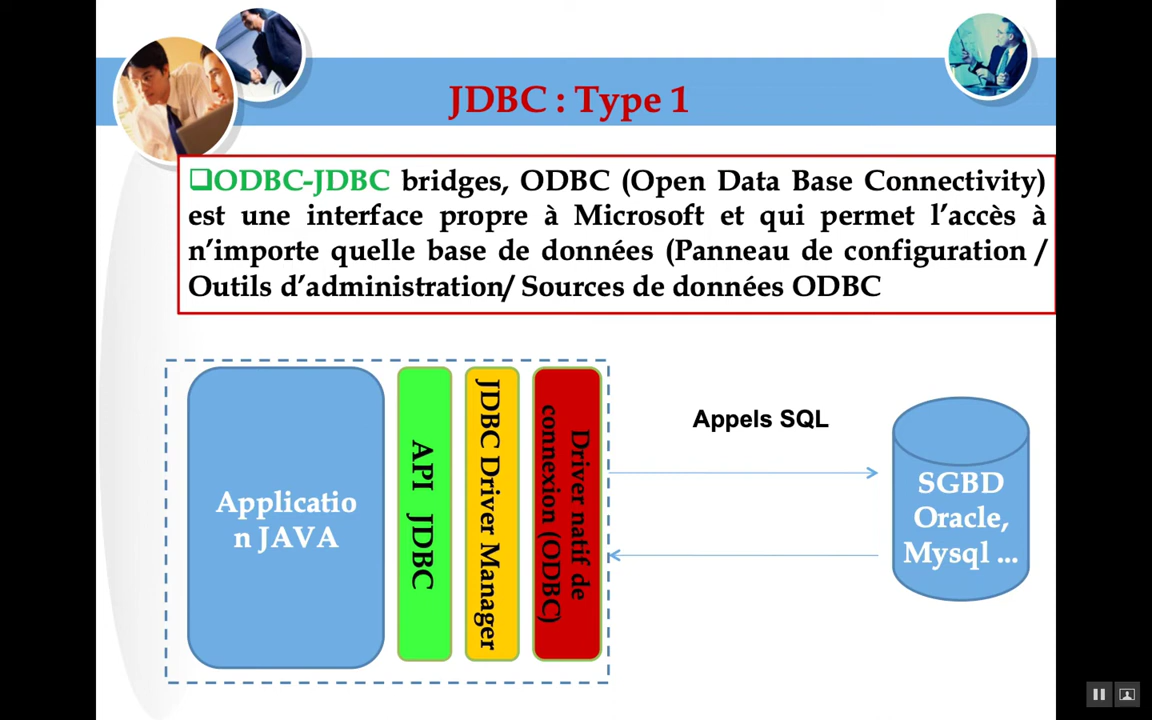 JDBC : Type 1
❑ODBC-JDBC bridges, ODBC (Open Data Base Connectivity)
est une interface propre à Microsoft et qui permet l’accès à
n’importe quelle base de données (Panneau de configuration /
Outils d’administration/ Sources de données ODBC
Applicatio
n JAVA
API JDBC
JDBC Driver Manager
Driver natif de
connexion (ODBC)
Appels SQL
SGBD
Oracle,
Mysql ...